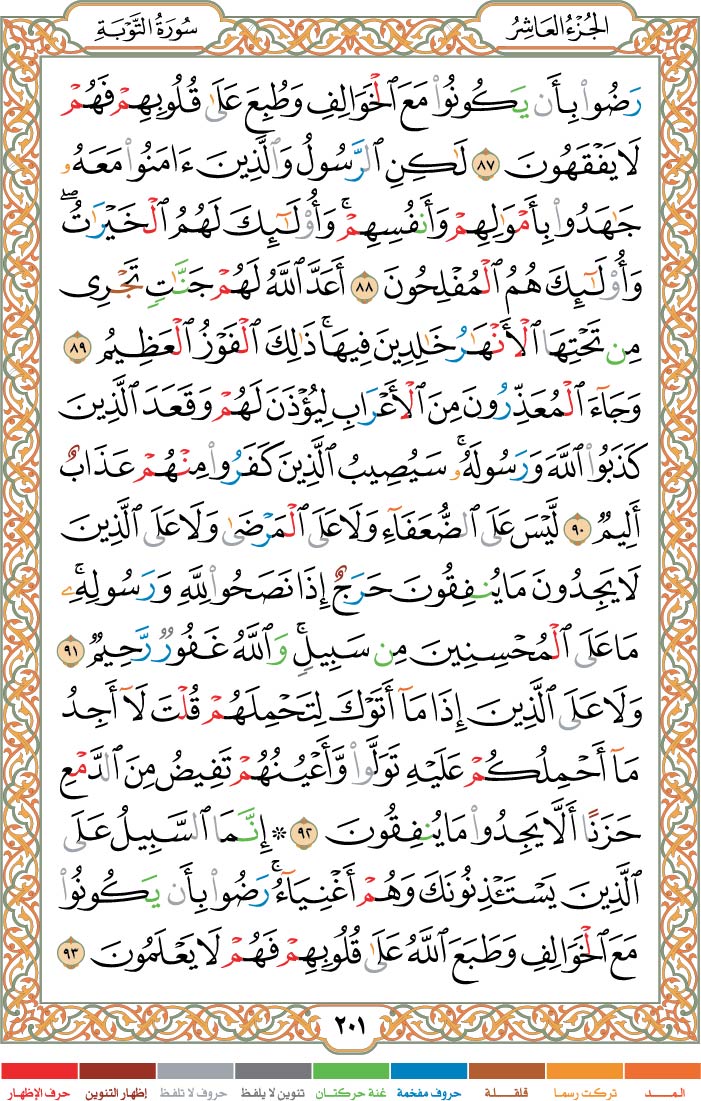 الجُزْءُ العَاشِرُ
سُورَةُ التَّوْبَةِ
رَضُواْ بِأَن يَكُونُواْ مَعَ ٱلْخَوَالِفِ وَطُبِعَ عَلَىٰ قُلُوبِهِمْ فَهُمْ
لَا يَفْقَهُونَ ٨٧ لَٰكِنِ ٱلرَّسُولُ وَٱلَّذِينَ ءَامَنُواْ مَعَهُۥ
جَٰهَدُواْ بِأَمْوَٰلِهِمْ وَأَنفُسِهِمْۚ وَأُوْلَٰٓئِكَ لَهُمُ ٱلْخَيْرَٰتُۖ
وَأُوْلَٰٓئِكَ هُمُ ٱلْمُفْلِحُونَ ٨٨ أَعَدَّ ٱللَّهُ لَهُمْ جَنَّٰتٍ تَجْرِى
مِن تَحْتِهَا ٱلْأَنْهَٰرُ خَٰلِدِينَ فِيهَاۚ ذَٰلِكَ ٱلْفَوْزُ ٱلْعَظِيمُ ٨٩
وَجَآءَ ٱلْمُعَذِّرُونَ مِنَ ٱلْأَعْرَابِ لِيُؤْذَنَ لَهُمْ وَقَعَدَ ٱلَّذِينَ
كَذَبُواْ ٱللَّهَ وَرَسُولَهُۥۚ سَيُصِيبُ ٱلَّذِينَ كَفَرُواْ مِنْهُمْ عَذَابٌ
أَلِيمٌ ٩٠ لَّيْسَ عَلَى ٱلضُّعَفَآءِ وَلَا عَلَى ٱلْمَرْضَىٰ وَلَا عَلَى ٱلَّذِينَ
لَا يَجِدُونَ مَا يُنفِقُونَ حَرَجٌ إِذَا نَصَحُواْ لِلَّهِ وَرَسُولِهِۦۚ
مَا عَلَى ٱلْمُحْسِنِينَ مِن سَبِيلٍۚ وَٱللَّهُ غَفُورٌ رَّحِيمٌ ٩١
وَلَا عَلَى ٱلَّذِينَ إِذَا مَآ أَتَوْكَ لِتَحْمِلَهُمْ قُلْتَ لَآ أَجِدُ
مَآ أَحْمِلُكُمْ عَلَيْهِ تَوَلَّواْ وَّأَعْيُنُهُمْ تَفِيضُ مِنَ ٱلدَّمْعِ
حَزَنًا أَلَّا يَجِدُواْ مَا يُنفِقُونَ ٩٢ ۞ إِنَّمَا ٱلسَّبِيلُ عَلَى
ٱلَّذِينَ يَسْتَـْٔذِنُونَكَ وَهُمْ أَغْنِيَآءُۚ رَضُواْ بِأَن يَكُونُواْ
مَعَ ٱلْخَوَالِفِ وَطَبَعَ ٱللَّهُ عَلَىٰ قُلُوبِهِمْ فَهُمْ لَا يَعْلَمُونَ ٩٣
٢٠١
المــد تركت رسما قلقلة حروف مفخمة غنة حركتان تنوين لا يلفظ حروف لا تلفظ إظهار التنوين حرف الإظهار